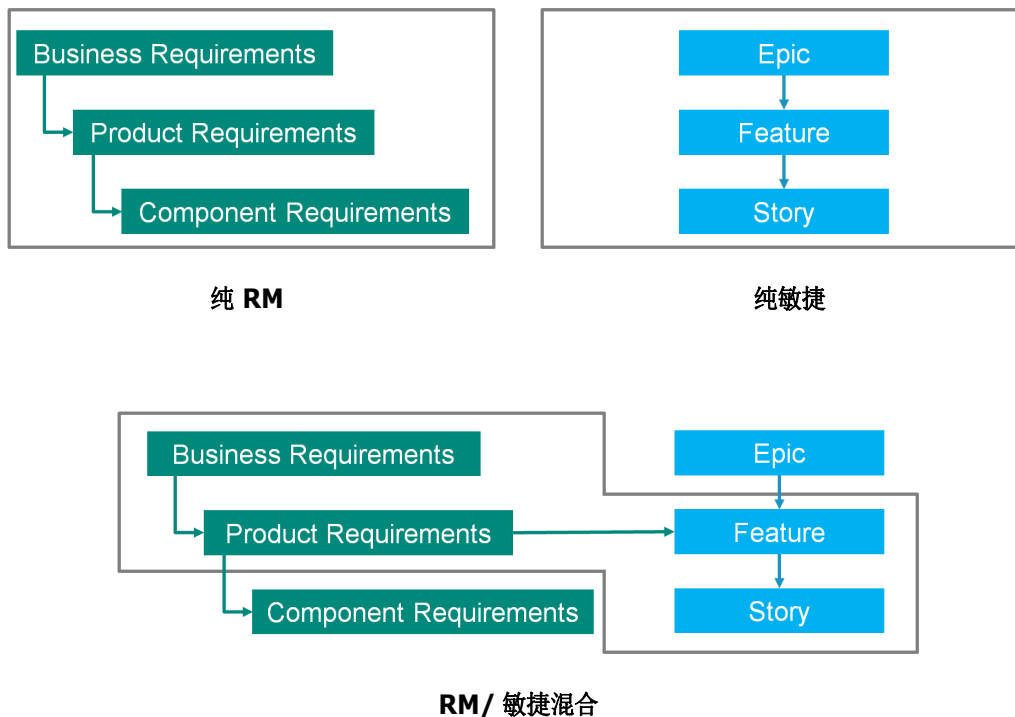 Business Requirements
Product Requirements
Component Requirements
纯 RM
Epic
Feature
Story
纯敏捷
Business Requirements
Product Requirements
Component Requirements
Epic
Feature
Story
RM/ 敏捷混合